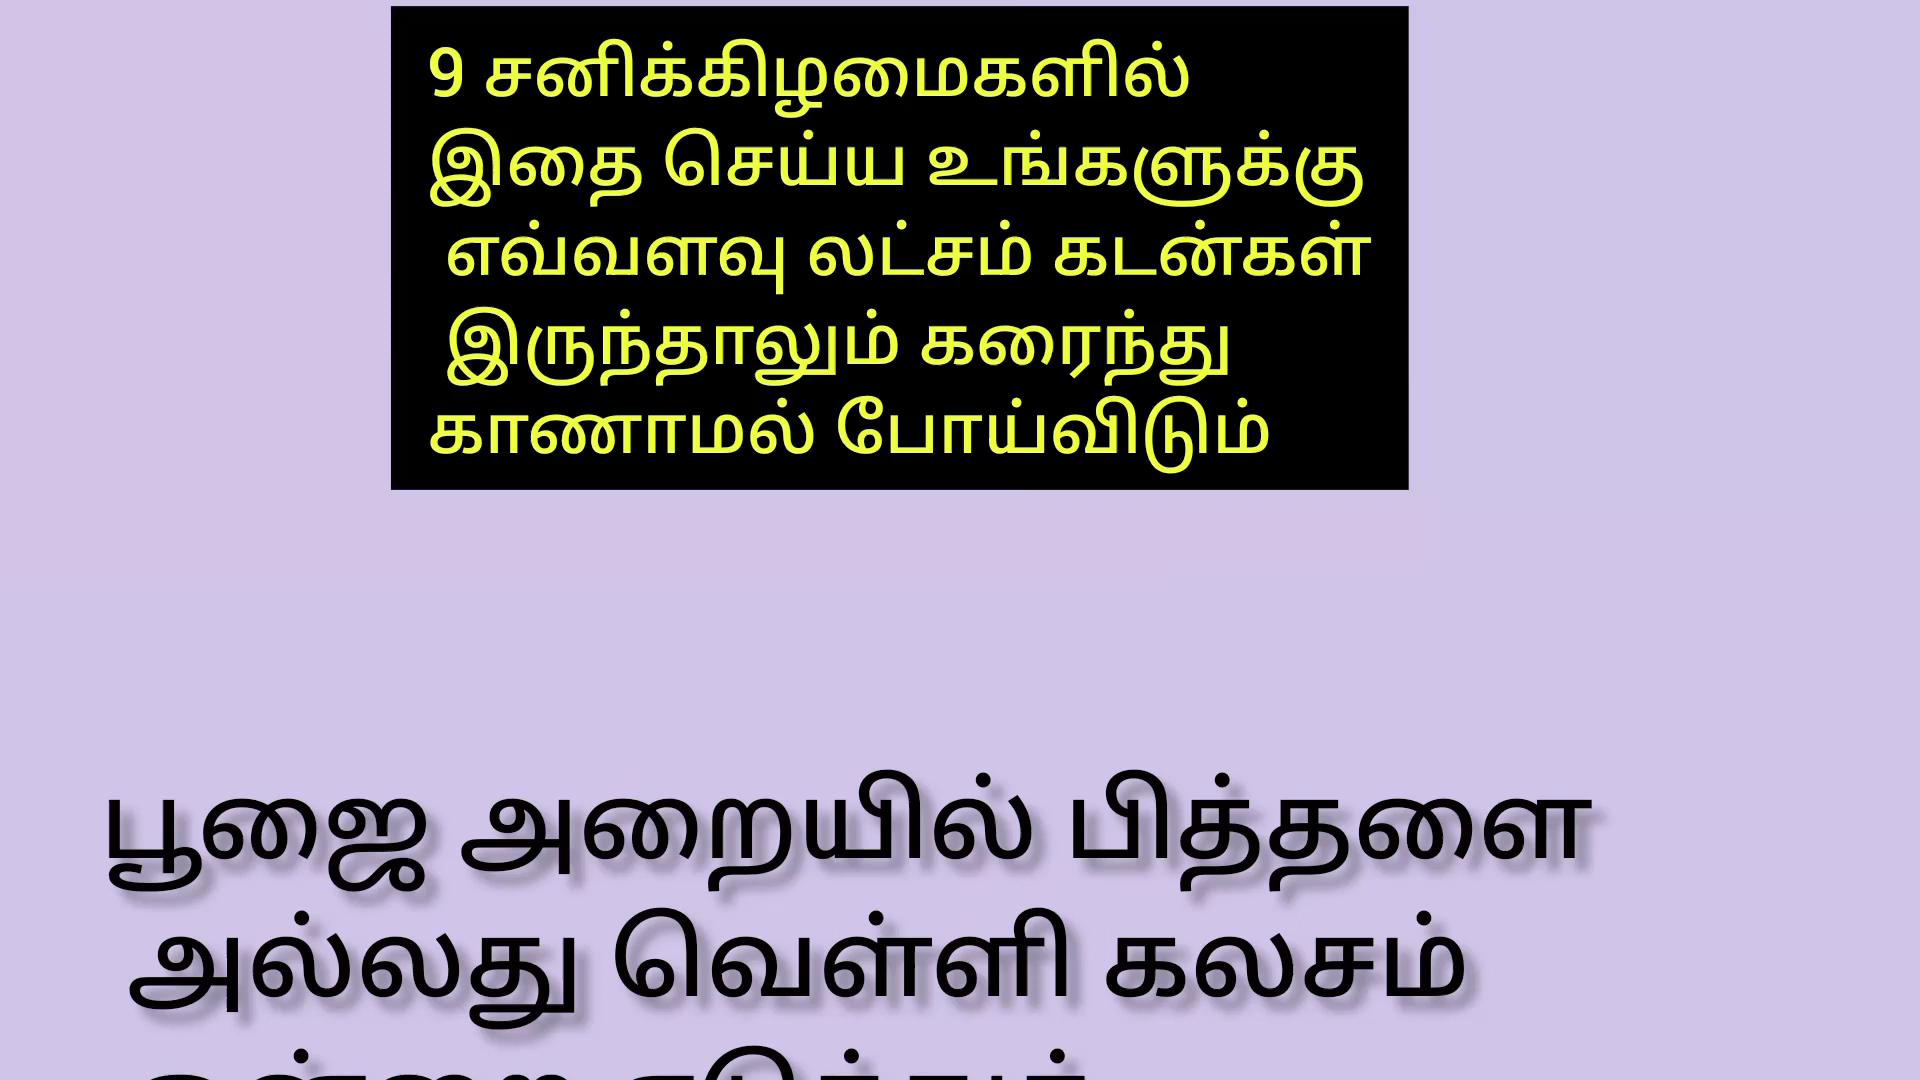 9 சனிக்கிழமைகளில்
இதை செய்ய உங்களுக்கு
எவ்வளவு லட்சம் கடன்கள்
இருந்தாலும் கரைந்து
காணாமல் போய்விடும்
பூஜை அறையில் பித்தளை
அல்லது வெள்ளி கலசம்